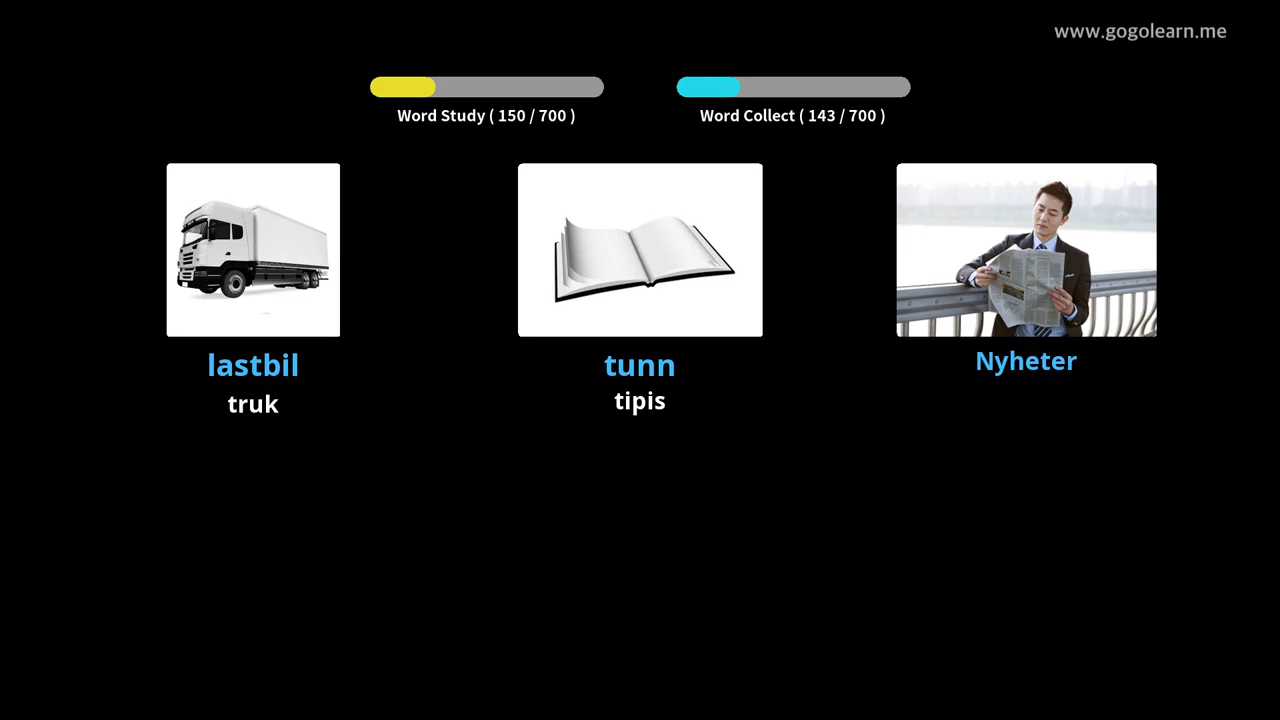 www.gogolearn.me
Word Study ( 150 / 700 )
Word Collect ( 143 / 700 )
lastbil
truk
tunn
tipis
Nyheter